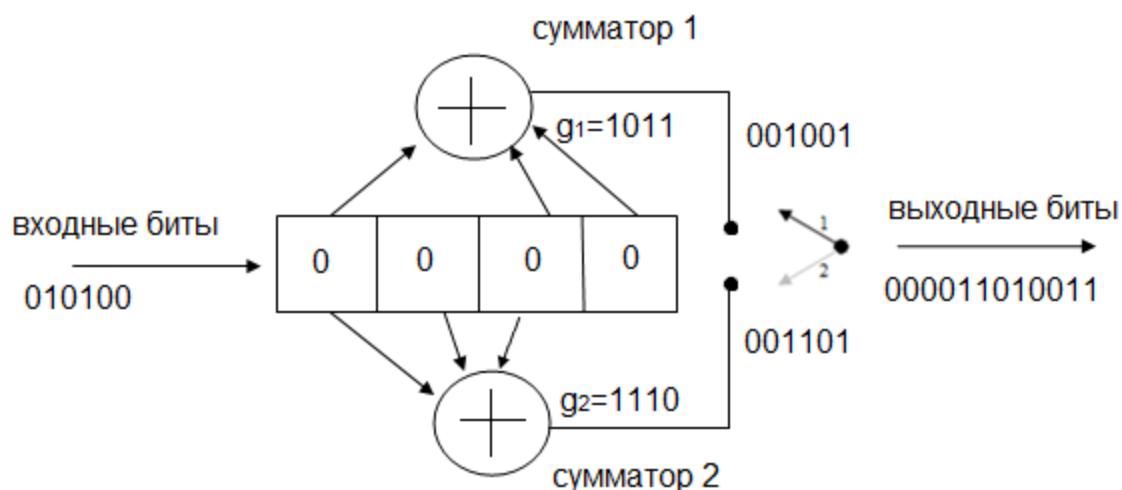 сумматор 1
g1=1011
001001
входные биты
010100
0
0
0
0
1
2
выходные биты
000011010011
001101
g2=1110
сумматор 2